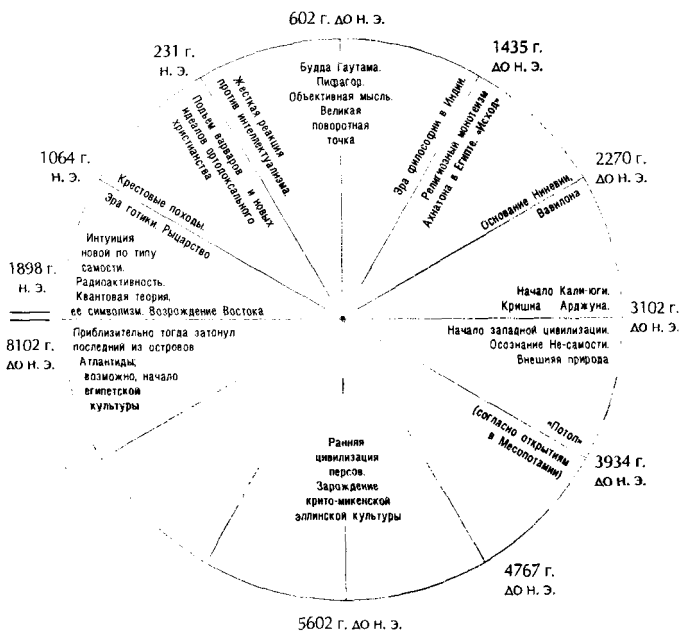 602 г. до н. э.
231 г.
н. э.
1435 г.
до н. э.
Жесткая реакция
против интеллектуализма.
Подъем варваров и новых
идеалов ортодоксального
христианства
Будда Гаутама.
Пифагор.
Объективная мысль.
Великая
поворотная
точка
Эра философии в Индии.
Религиозный монотеизм
Ахнатона в Египте. «Исход»
1064 г.
н. э.
2270 г.
до н. э.
Крестовые походы.
Эра готики. Рыцарство
Основание Ниневии,
Вавилона
1898 г.
н. э.
Интуиция
новой по типу
самости.
Радиоактивность.
Квантовая теория,
ее символизм. Возрождение Востока
Начало Кали-юги.
Кришна Арджуна.
3102 г.
до н. э.
8102 г.
до н. э.
Приблизительно тогда затонул
последний из островов
Атлантиды;
возможно, начало
египетской
культуры
Начало западной цивилизации.
Осознание Не-самости.
Внешняя природа
«Потоп»
(согласно открытиям
в Месопотамии)
3934 г.
до н. э.
Ранняя
цивилизация
персов.
Зарождение
крито-микенской
эллинской культуры
4767 г.
до н. э.
5602 г. до н. э.